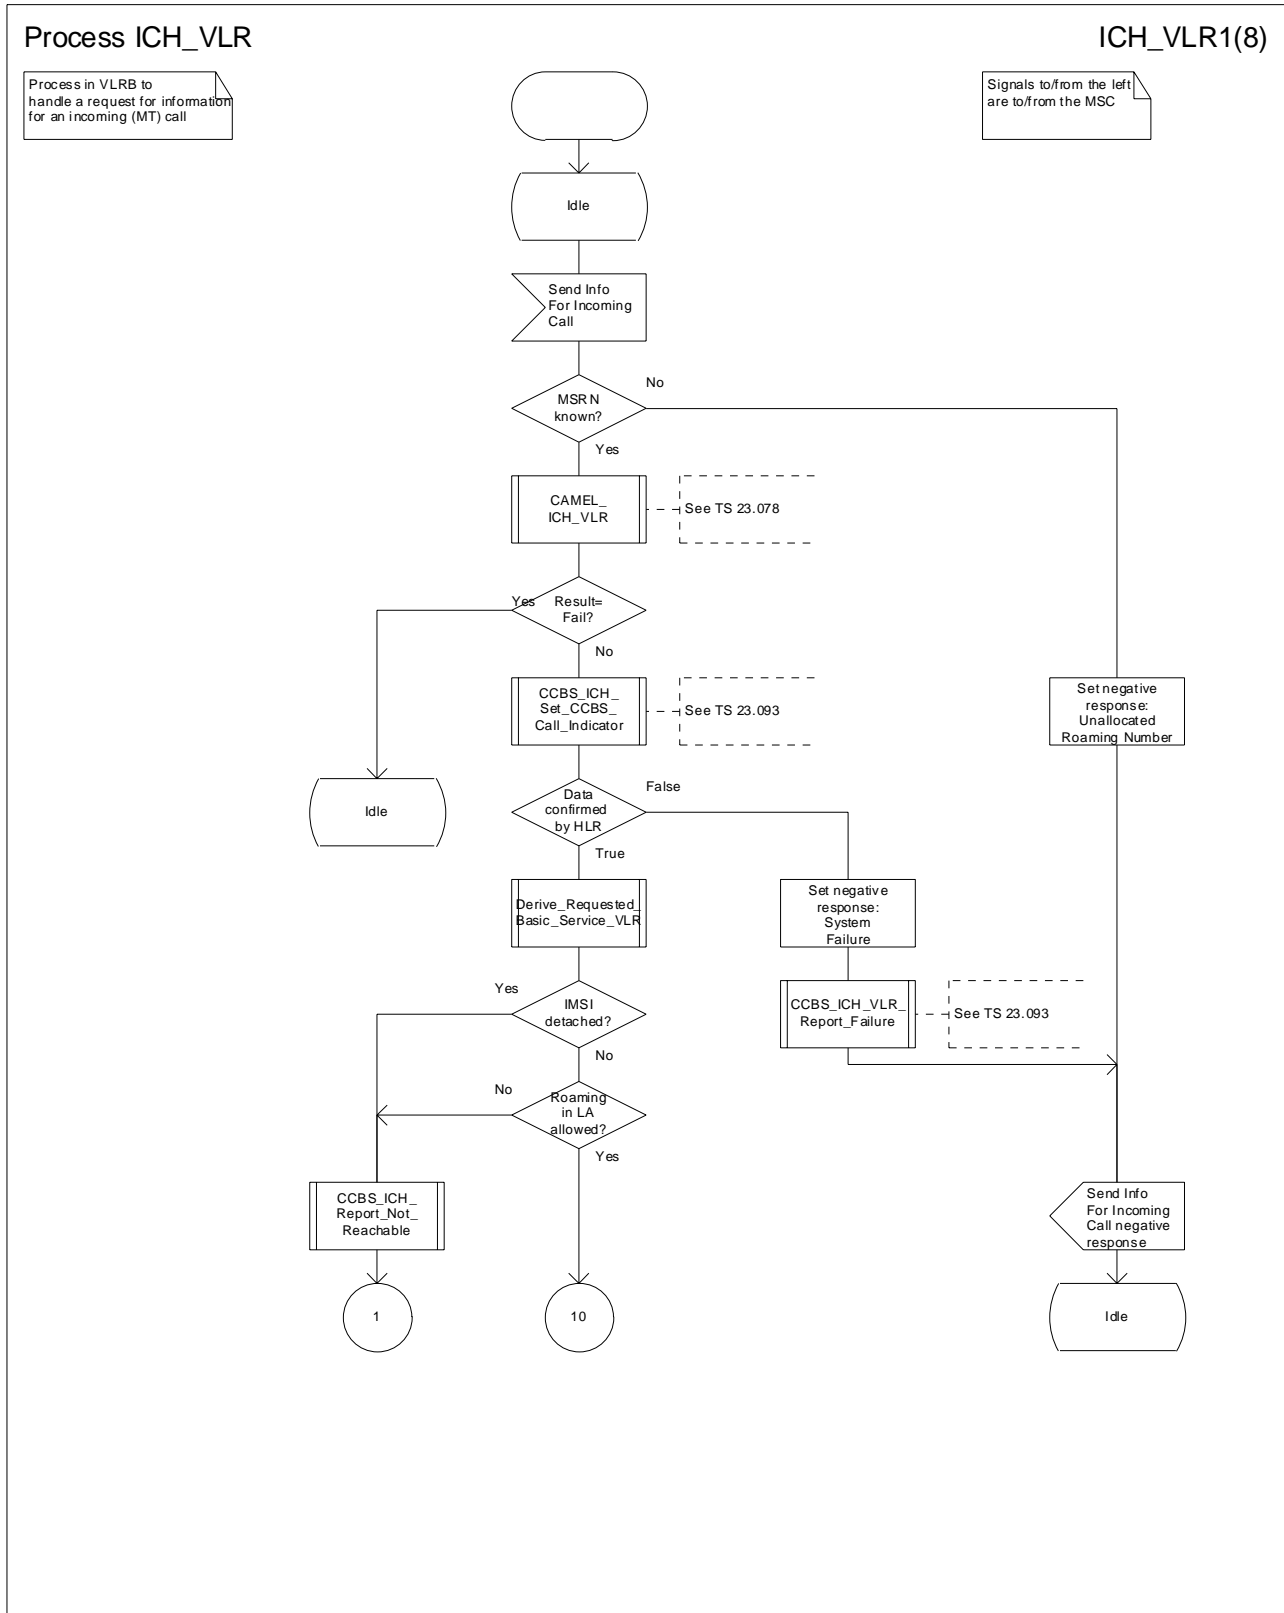 Process ICH_VLR
ICH_VLR1(8)
Process in VLRB to
handle a request for information
for an incoming (MT) call
Signals to/from the left
are to/from the MSC
Idle
Send Info
For Incoming
Call
MSRN
known?
No
Yes
CAMEL_
ICH_VLR
See TS 23.078
Yes
Result=
Fail?
No
CCBS_ICH_
Set_CCBS_
Call_Indicator
See TS 23.093
Set negative
response:
Unallocated
Roaming Number
Idle
Data
confirmed
by HLR
False
True
Derive_Requested_
Basic_Service_VLR
Set negative
response:
System
Failure
Yes
IMSI
detached?
No
CCBS_ICH_VLR_
Report_Failure
See TS 23.093
No
Roaming
in LA
allowed?
Yes
CCBS_ICH_
Report_Not_
Reachable
Send Info
For Incoming
Call negative
response
1
10
Idle